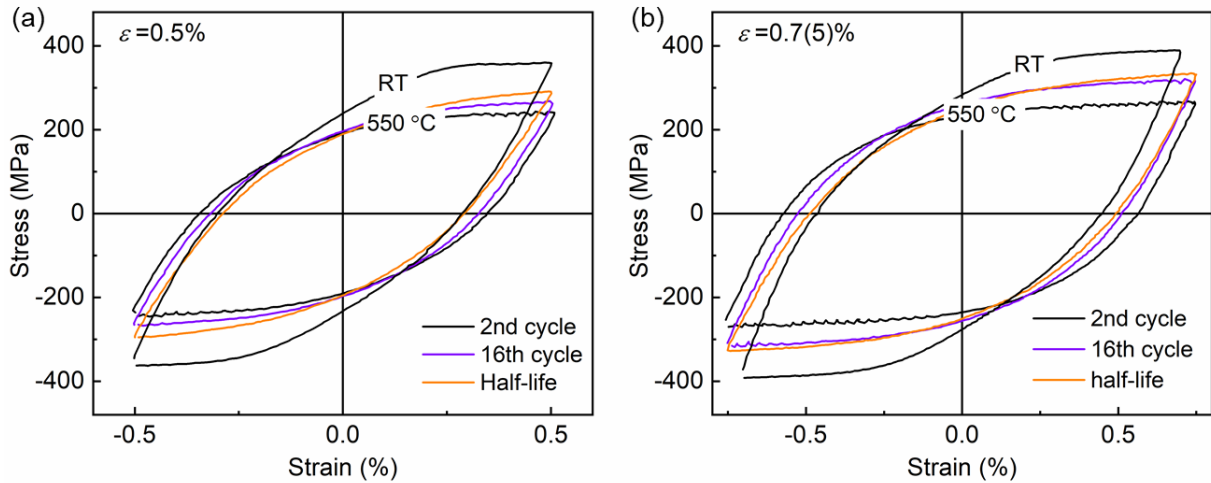 (a)
ε=0.5%
400
200
0
-200
-400
Stress (MPa)
RT
550 °C
2nd cycle
16th cycle
Half-life
-0.5
0.0
0.5
Strain (%)
(b)
ε=0.7(5)%
400
200
0
-200
-400
Stress (MPa)
RT
550 °C
2nd cycle
16th cycle
half-life
-0.5
0.0
0.5
Strain (%)